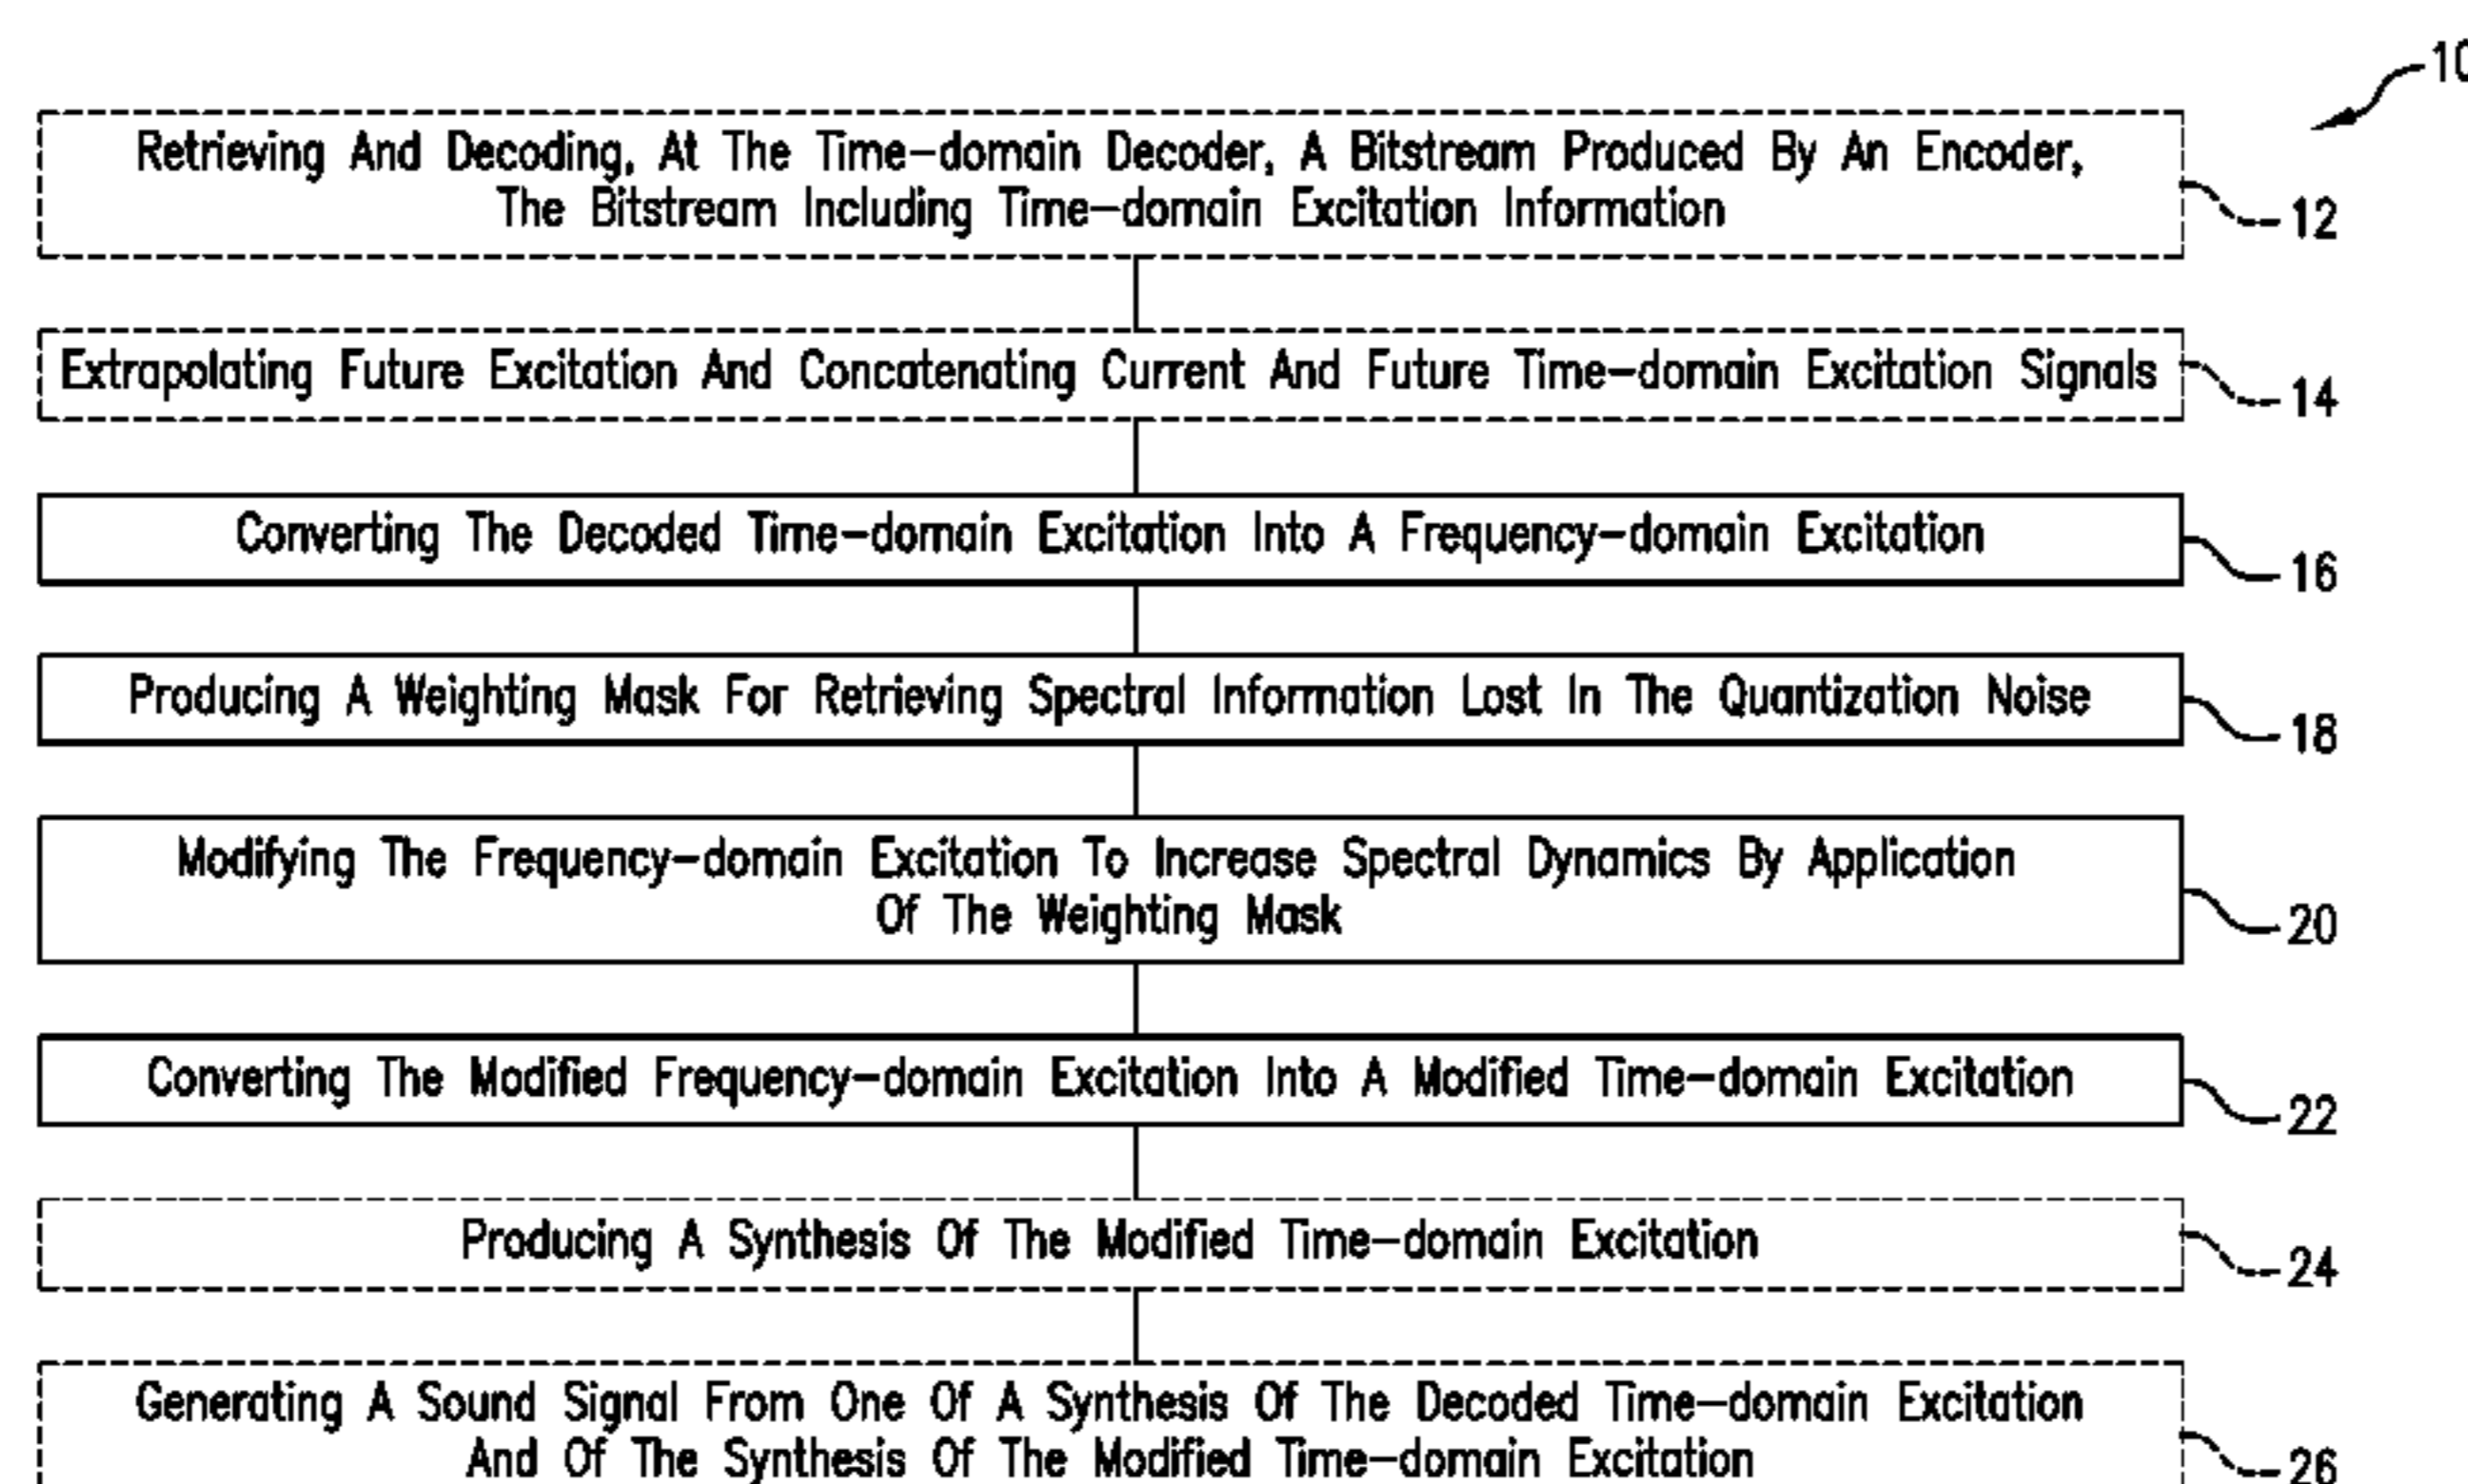 10
Retrieving And Decoding, At The Time-domain Decoder, A Bitstream Produced By An Encoder,
The Bitstream Including Time-domain Excitation Information
12
Extrapolating Future Excitation And Concatenating Current And Future Time-domain Excitation Signals
14
Converting The Decoded Time-domain Excitation Into A Frequency-domain Excitation
16
Producing A Weighting Mask For Retrieving Spectral Information Lost In The Quantization Noise
18
Modifying The Frequency-domain Excitation To Increase Spectral Dynamics By Application
Of The Weighting Mask
20
Converting The Modified Frequency-domain Excitation Into A Modified Time-domain Excitation
22
Producing A Synthesis Of The Modified Time-domain Excitation
24
Generating A Sound Signal From One Of A Synthesis Of The Decoded Time-domain Excitation
And Of The Synthesis Of The Modified Time-domain Excitation
26